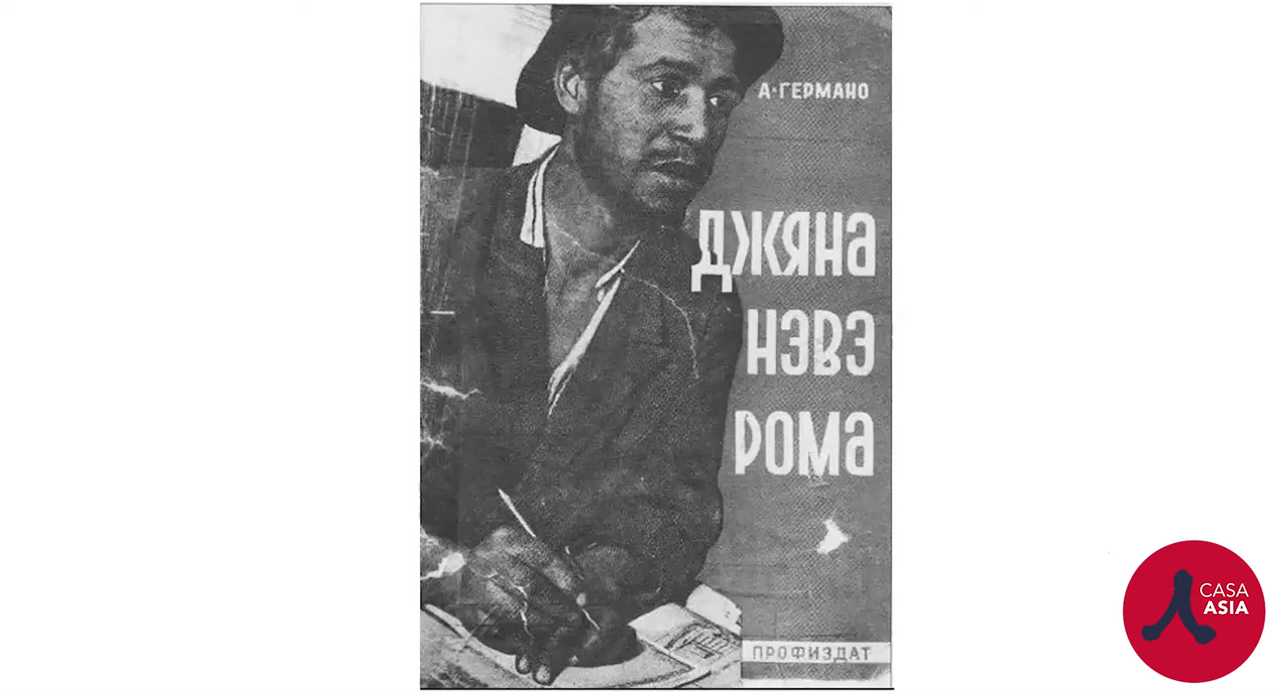 А·ГЕРМАНО
ДЖЯНА
НЭВЭ
РОМА
ПРОФИЗДАТ
CASA
ASIA